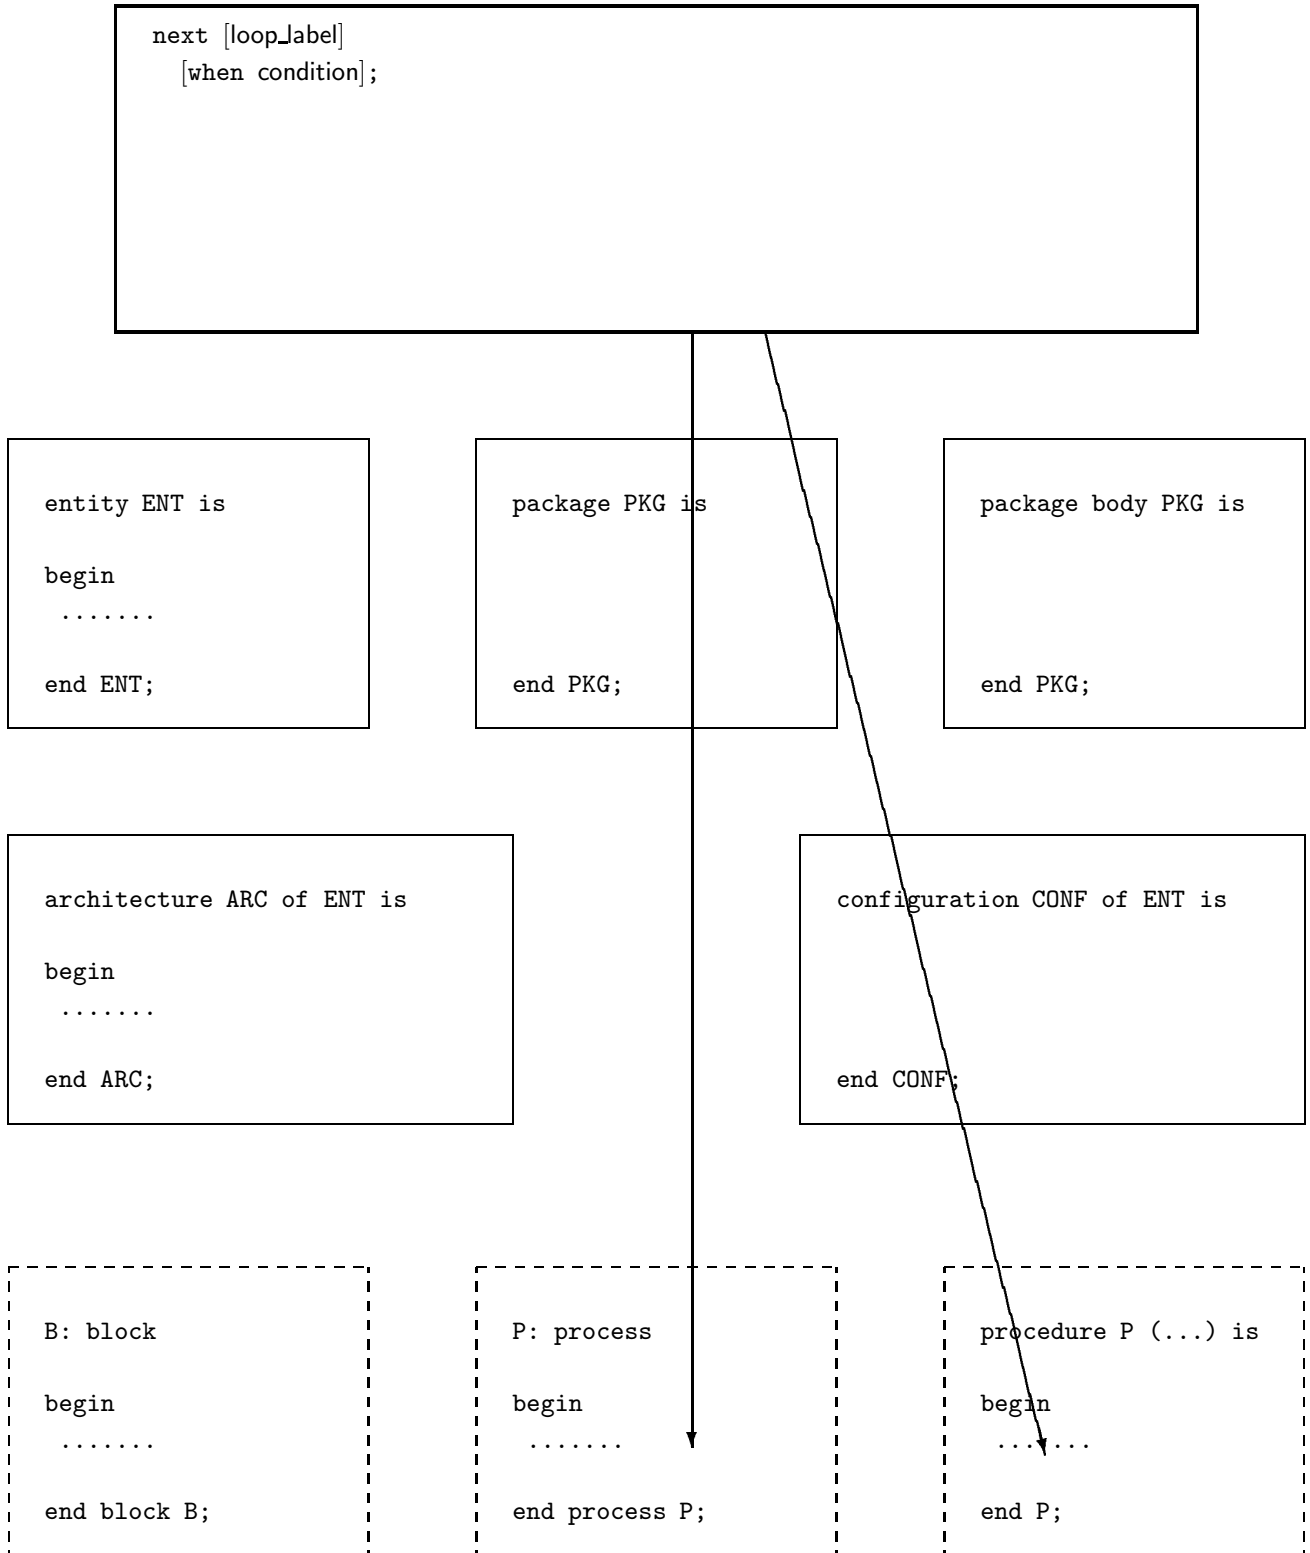 next [loop_label]
[when condition];
entity ENT is
begin
.......
end ENT;
package PKG is
end PKG;
package body PKG is
end PKG;
architecture ARC of ENT is
begin
.......
end ARC;
configuration CONF of ENT is
end CONF;
B: block
begin
.......
end block B;
P: process
begin
.......
end process P;
procedure P (...) is
begin
.......
end P;